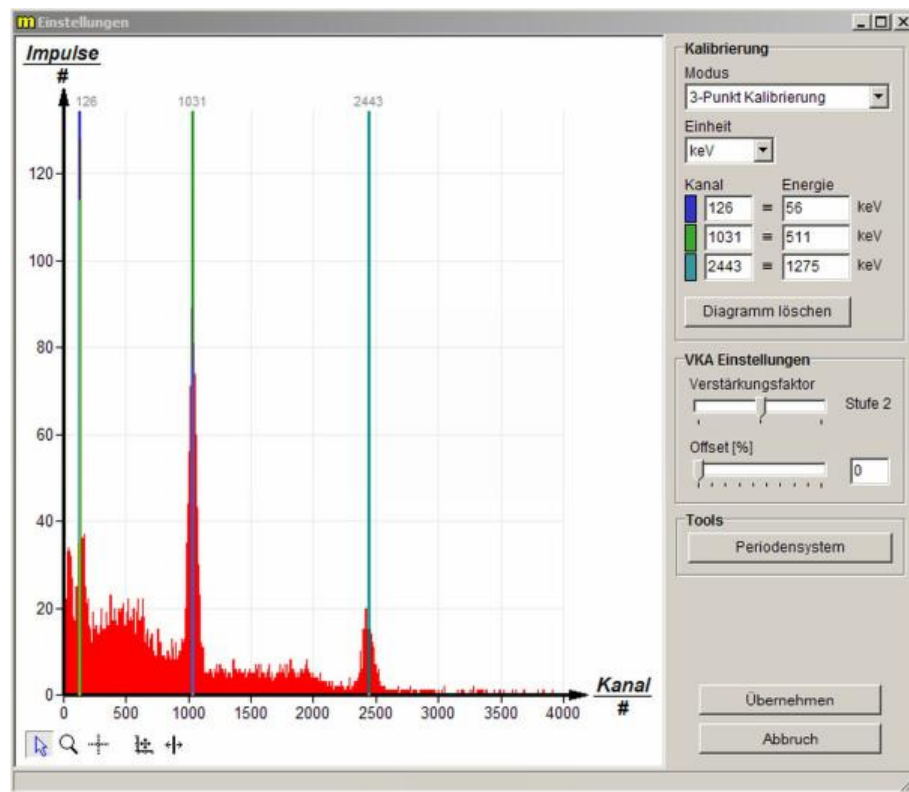 m Einstellungen
Impulse
#
126 1031 2443
120
100
80
60
40
20
0
0 500 1000 1500 2000 2500 3000 3500 4000
Kanal
#
Kalibrierung
Modus
3-Punkt Kalibrierung
Einheit
keV
Kanal Energie
126 = 56 keV
1031 = 511 keV
2443 = 1275 keV
Diagramm löschen
VKA Einstellungen
Verstärkungsfaktor
Stufe 2
Offset [%]
0
Tools
Periodensystem
Übernehmen
Abbruch